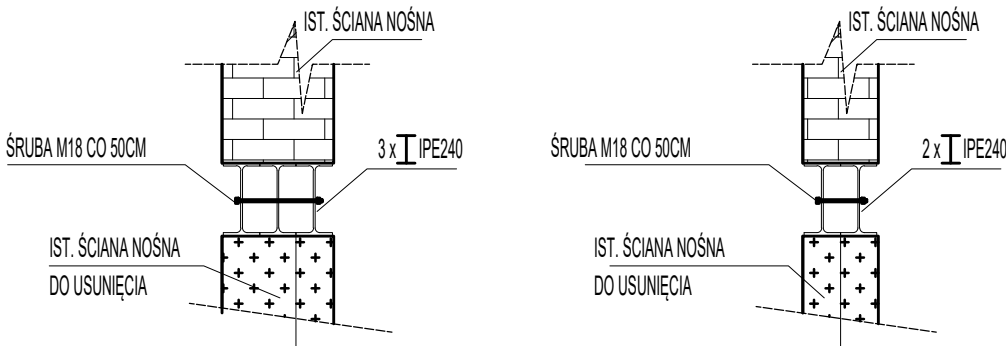 IST. ŚCIANA NOŚNA
ŚRUBA M18 CO 50CM
3 x IPE240
IST. ŚCIANA NOŚNA
DO USUNIĘCIA
IST. ŚCIANA NOŚNA
ŚRUBA M18 CO 50CM
2 x IPE240
IST. ŚCIANA NOŚNA
DO USUNIĘCIA